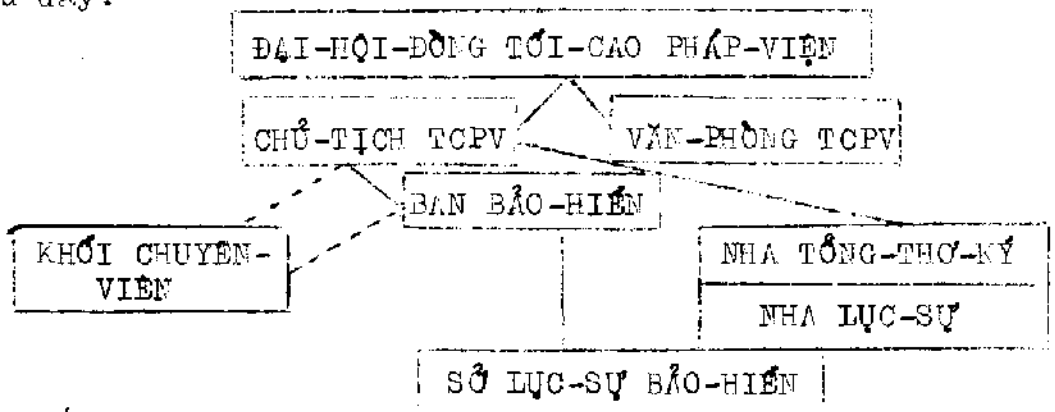 đây:
ĐẠI-HỘI-ĐỒNG TỐI-CAO PHÁP-VIỆN
CHỦ-TỊCH TCPV
VĂN-PHÒNG TCPV
BAN BẢO-HIẾN
KHỐI CHUYÊN-
VIÊN
NHA TỔNG-THƠ-KÝ
NHA LỤC-SỰ
SỞ LỤC-SỰ BẢO-HIẾN